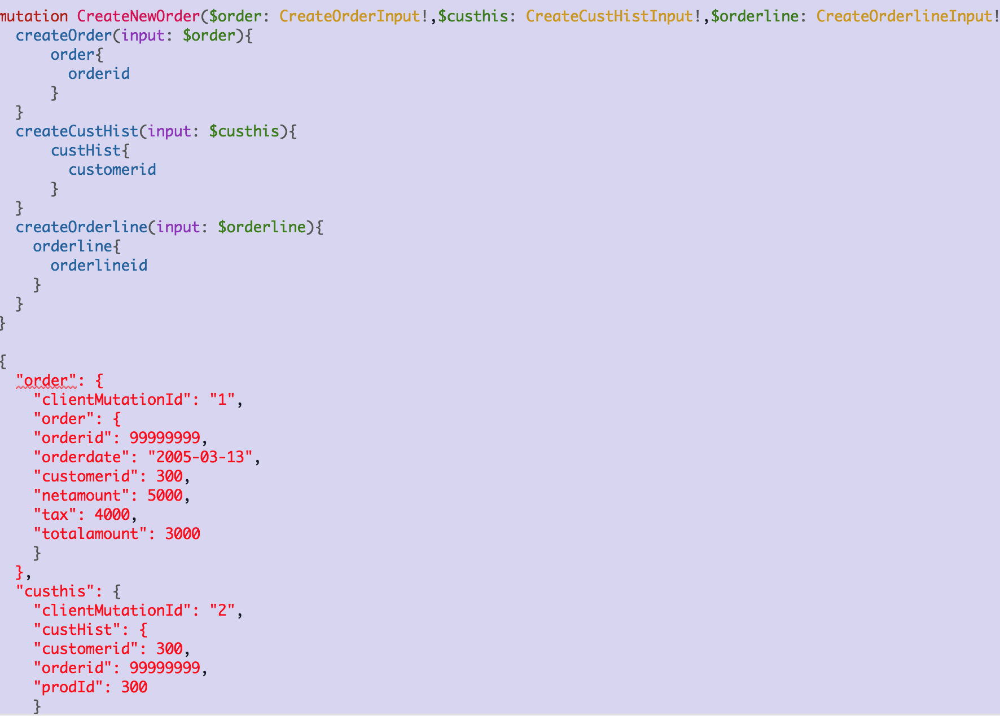 mutation CreateNewOrder($order: CreateOrderInput!,$custhis: CreateCustHistInput!,$orderline: CreateOrderlineInput!
  createOrder(input: $order){
      order{
        orderid
      }
  }
  createCustHist(input: $custhis){
      custHist{
        customerid
      }
  }
  createOrderline(input: $orderline){
    orderline{
      orderlineid
    }
  }
}

{
  "order": {
    "clientMutationId": "1",
    "order": {
    "orderid": 99999999,
    "orderdate": "2005-03-13",
    "customerid": 300,
    "netamount": 5000,
    "tax": 4000,
    "totalamount": 3000
    }
  },
  "custhis": {
    "clientMutationId": "2",
    "custHist": {
    "customerid": 300,
    "orderid": 99999999,
    "prodId": 300
    }